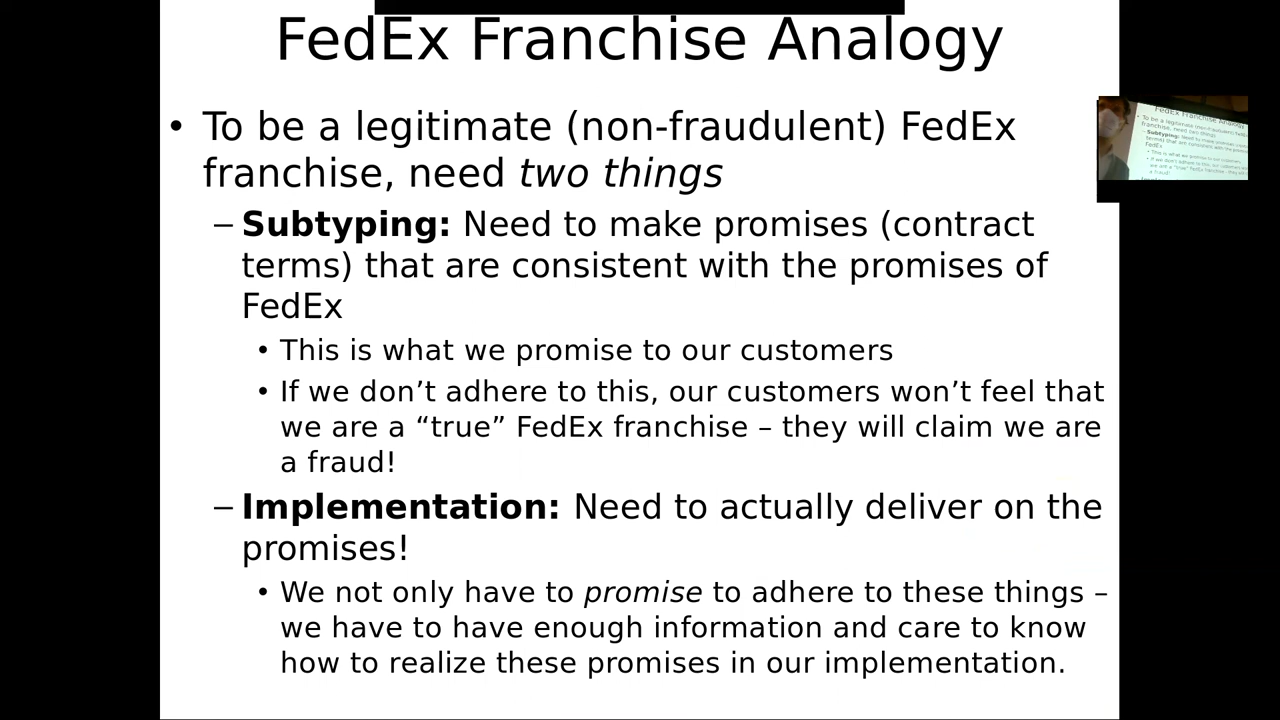 FedEx Franchise Analogy
• To be a legitimate (non-fraudulent) FedEx
franchise, need two things
– Subtyping: Need to make promises (contract
terms) that are consistent with the promises of
FedEx
• This is what we promise to our customers
• If we don’t adhere to this, our customers won’t feel that
we are a “true” FedEx franchise – they will claim we are
a fraud!
– Implementation: Need to actually deliver on the
promises!
• We not only have to promise to adhere to these things –
we have to have enough information and care to know
how to realize these promises in our implementation.